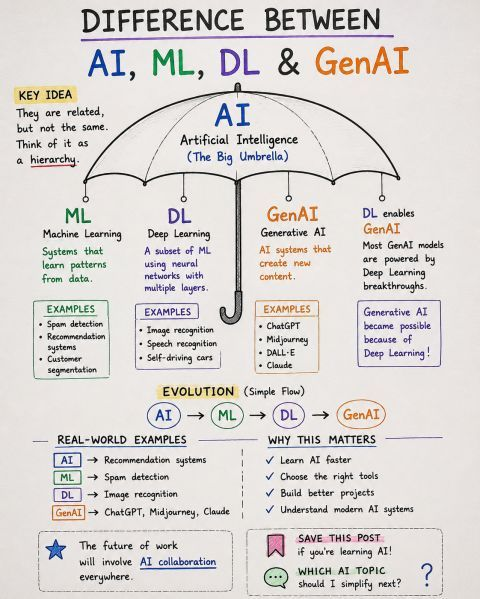 DIFFERENCE BETWEEN
AI, ML, DL & GenAI
KEY IDEA
They are related,
but not the same.
Think of it as
a hierarchy.
AI
Artificial Intelligence
(The Big Umbrella)
ML
Machine Learning
Systems that
learn patterns
from data.
EXAMPLES
• Spam detection
• Recommendation
systems
• Customer
segmentation
DL
Deep Learning
A subset of ML
using neural
networks with
multiple layers.
EXAMPLES
• Image recognition
• Speech recognition
• Self-driving cars
GenAI
Generative AI
AI systems that
create new
content.
EXAMPLES
• ChatGPT
• Midjourney
• DALL·E
• Claude
DL enables
GenAI
Most GenAI models
are powered by
Deep Learning
breakthroughs.
Generative AI
became possible
because of
Deep Learning!
EVOLUTION (Simple Flow)
AI → ML → DL → GenAI
REAL-WORLD EXAMPLES
AI → Recommendation systems
ML → Spam detection
DL → Image recognition
GenAI → ChatGPT, Midjourney, Claude
WHY THIS MATTERS
✓ Learn AI faster
✓ Choose the right tools
✓ Build better projects
✓ Understand modern AI systems
The future of work
will involve AI collaboration
everywhere.
SAVE THIS POST
if you're learning AI!
WHICH AI TOPIC
should I simplify next? ?